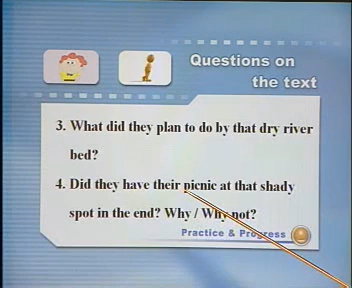 Questions on
the text
3. What did they plan to do by that dry river
bed?
4. Did they have their picnic at that shady
spot in the end? Why / Why not?
Practice & Progress